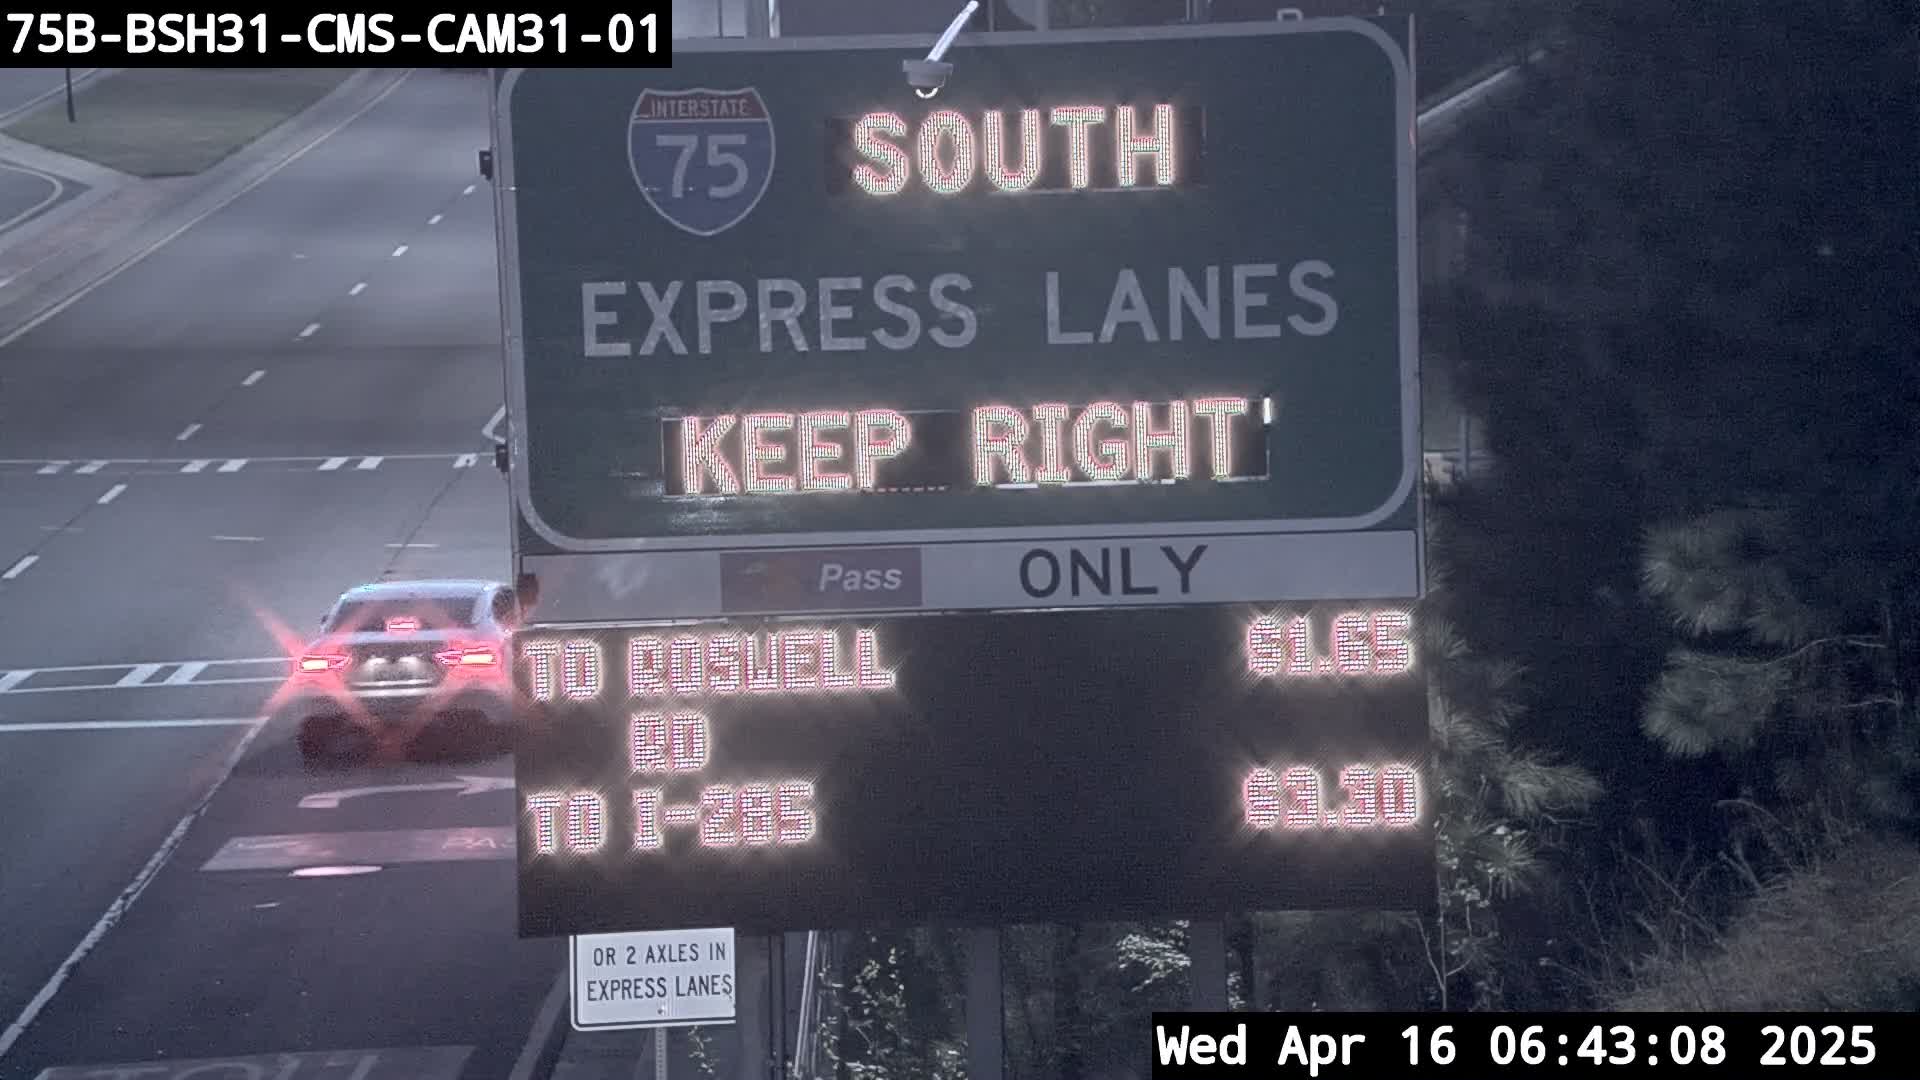 75B-BSH31-CMS-CAM31-01
INTERSTATE
75
SOUTH
EXPRESS LANES
KEEP RIGHT
Pass ONLY
TO ROSWELL $1.65
RD
TO I-285 $3.30
OR 2 AXLES IN
EXPRESS LANES
Wed Apr 16 06:43:08 2025